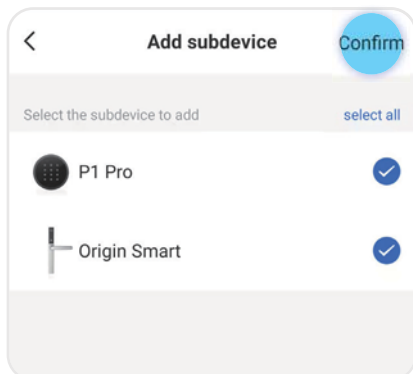 Add subdevice Confirm
Select the subdevice to add select all
P1 Pro
Origin Smart